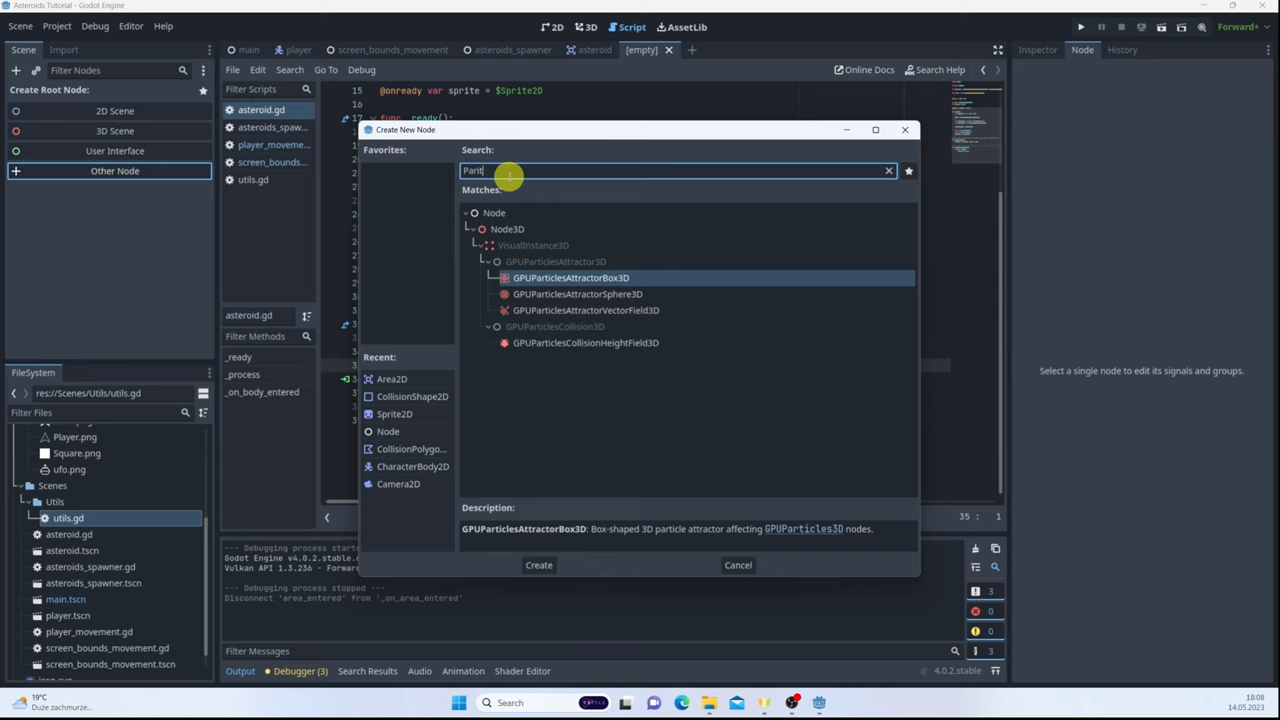 Asteroids Tutorial - Godot Engine
Scene Project Debug Editor Help
2D 3D Script AssetLib
Forward+
Scene Import
main player screen_bounds_movement asteroids_spawner asteroid [empty]
Inspector Node History
Filter Nodes
File Edit Search Go To Debug
Online Docs Search Help
Create Root Node:
Filter Scripts
15 @onready var sprite = $Sprite2D
16
2D Scene
asteroid.gd
17 _ready():
3D Scene
asteroids_spaw...
Create New Node
User Interface
player_moveme...
Favorites:
Search:
Other Node
screen_bounds...
Parit
utils.gd
Matches:
Node
Node3D
VisualInstance3D
GPUParticlesAttractor3D
GPUParticlesAttractorBox3D
GPUParticlesAttractorSphere3D
GPUParticlesAttractorVectorField3D
GPUParticlesCollision3D
GPUParticlesCollisionHeightField3D
asteroid.gd
Filter Methods
_ready
_process
_on_body_entered
Recent:
Area2D
CollisionShape2D
Sprite2D
Node
CollisionPolygo...
CharacterBody2D
Camera2D
Select a single node to edit its signals and groups.
FileSystem
res://Scenes/Utils/utils.gd
Filter Files
Player.png
Square.png
ufo.png
Scenes
Utils
utils.gd
asteroid.gd
asteroid.tscn
asteroids_spawner.gd
asteroids_spawner.tscn
main.tscn
player.tscn
player_movement.gd
screen_bounds_movement.gd
screen_bounds_movement.tscn
Description:
GPUParticlesAttractorBox3D: Box-shaped 3D particle attractor affecting GPUParticles3D nodes.
Create Cancel
35 : 1
--- Debugging process starte
Godot Engine v4.0.2.stable.o
Vulkan API 1.3.236 - Forward
--- Debugging process stopped ---
Disconnect 'area_entered' from '_on_area_entered'
3
0
0
3
Filter Messages
Output Debugger (3) Search Results Audio Animation Shader Editor
4.0.2.stable
19°C
Duże zachmurze...
Search
18:08
14.05.2023